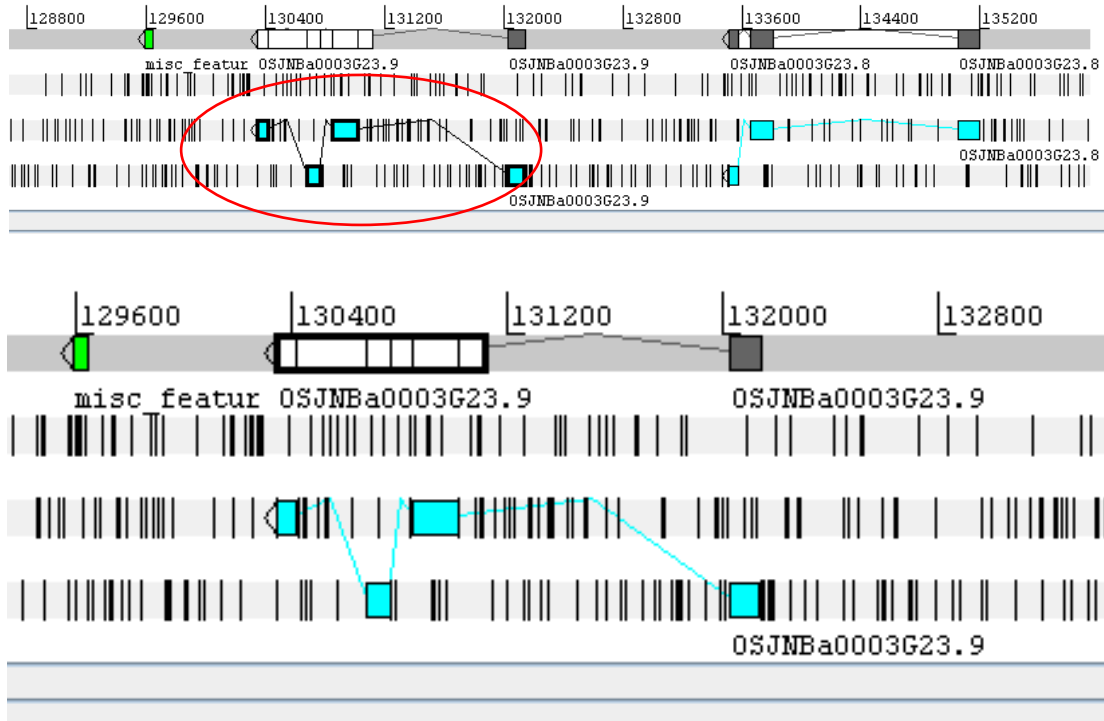 128800 129600 130400 131200 132000 132800 133600 134400 135200
misc_featur OSJNBa0003G23.9 OSJNBa0003G23.9 OSJNBa0003G23.8 OSJNBa0003G23.8
OSJNBa0003G23.8
OSJNBa0003G23.9
129600 130400 131200 132000 132800
misc_featur OSJNBa0003G23.9 OSJNBa0003G23.9
OSJNBa0003G23.9